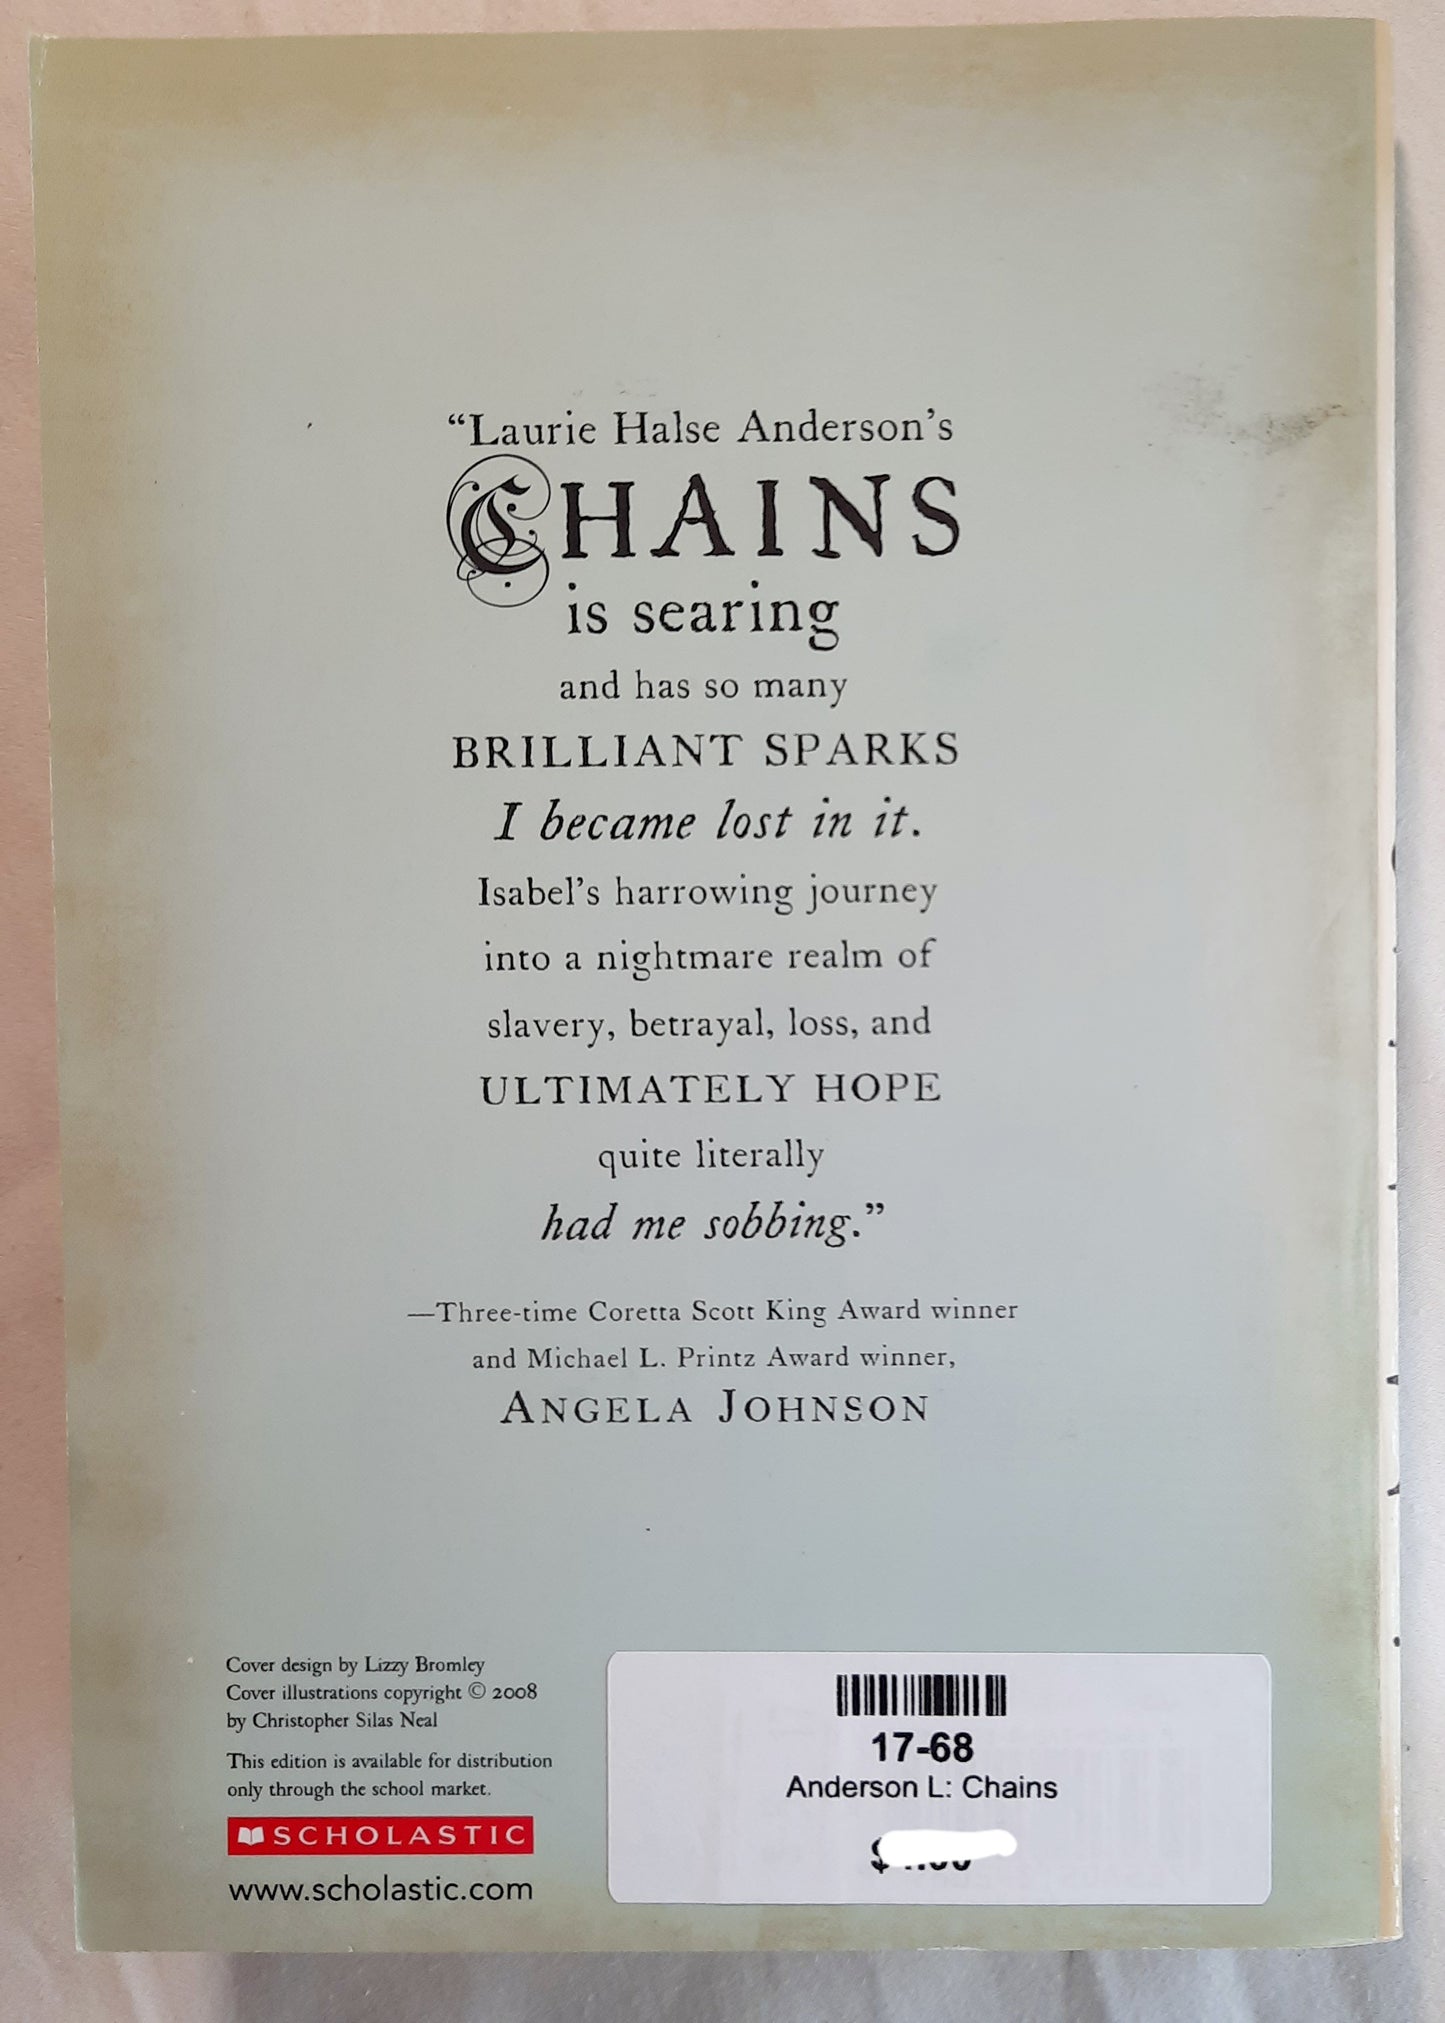 “Laurie Halse Anderson’s
CHAINS
is searing
and has so many
BRILLIANT SPARKS
I became lost in it.
Isabel’s harrowing journey
into a nightmare realm of
slavery, betrayal, loss, and
ULTIMATELY HOPE
quite literally
had me sobbing.”
—Three-time Coretta Scott King Award winner
and Michael L. Printz Award winner,
ANGELA JOHNSON
Cover design by Lizzy Bromley
Cover illustrations copyright © 2008
by Christopher Silas Neal
This edition is available for distribution
only through the school market.
SCHOLASTIC
www.scholastic.com
17-68
Anderson L: Chains